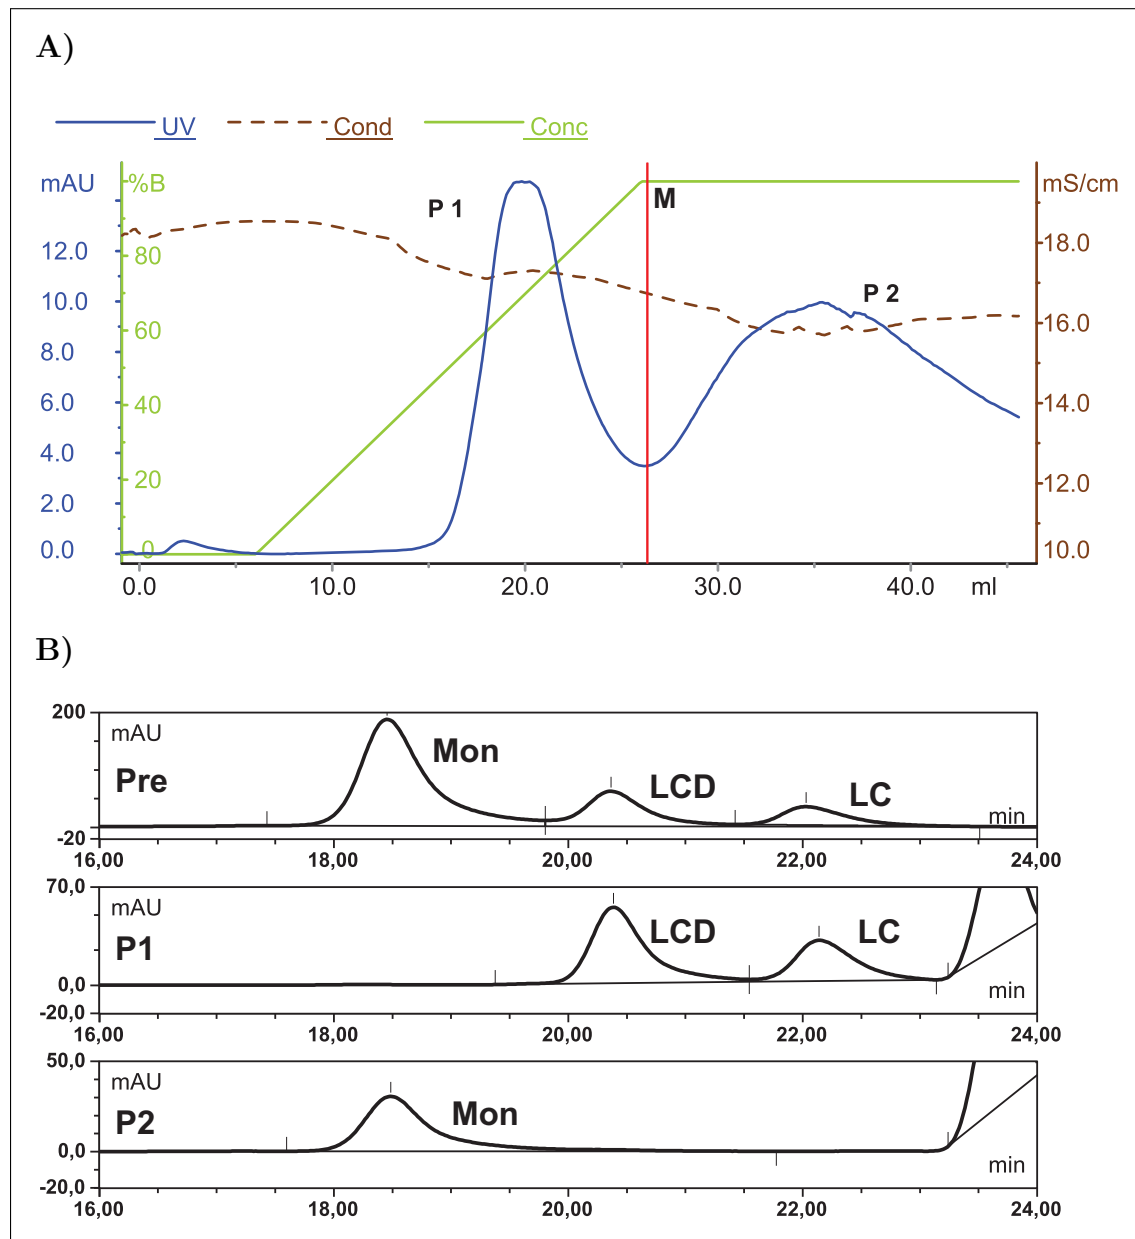 A)
UV Cond Conc
mAU %B mS/cm
P 1 M
P 2
12.0 80 18.0
10.0 60 16.0
8.0
6.0 40 14.0
4.0 20 12.0
2.0
0.0 0 10.0
0.0 10.0 20.0 30.0 40.0 ml
B)
200
mAU
Pre Mon LCD LC
min
-20
16,00 18,00 20,00 22,00 24,00
70,0
mAU
P1 LCD LC
0,0
min
-20,0
16,00 18,00 20,00 22,00 24,00
50,0
mAU
P2 Mon
0,0
min
-20,0
16,00 18,00 20,00 22,00 24,00